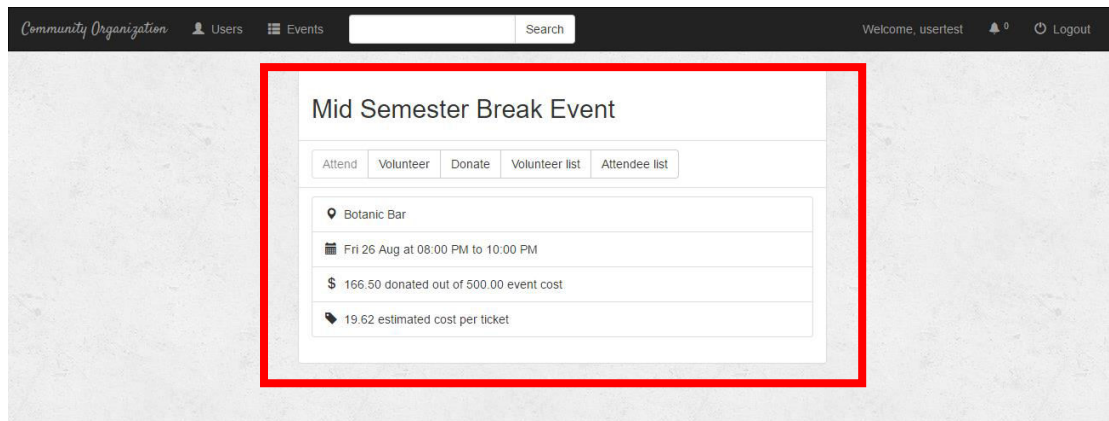 Community Organization Users Events Search Welcome, usertest 0 Logout
Mid Semester Break Event
Attend Volunteer Donate Volunteer list Attendee list
Botanic Bar
Fri 26 Aug at 08:00 PM to 10:00 PM
$ 166.50 donated out of 500.00 event cost
19.62 estimated cost per ticket